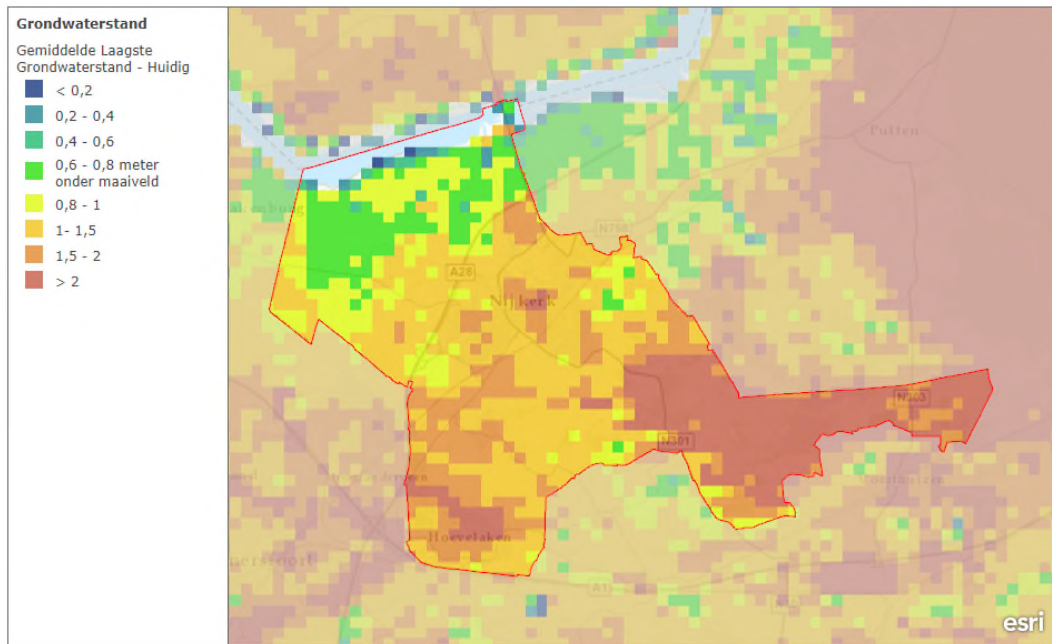 Grondwaterstand
Gemiddelde Laagste
Grondwaterstand - Huidig
< 0,2
0,2 - 0,4
0,4 - 0,6
0,6 - 0,8 meter
onder maaiveld
0,8 - 1
1- 1,5
1,5 - 2
> 2
Putten
N798
A28
Nijkerk
N303
N301
Hoevelaken
A1
esri